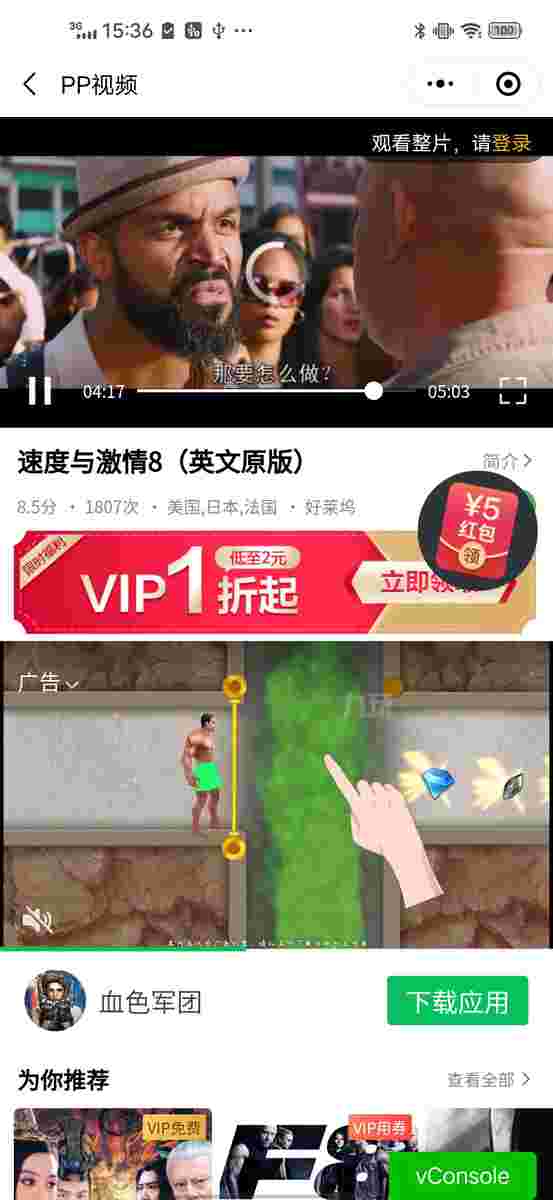 3G 15:36 100
PP视频
观看整片，请登录
那要怎么做?
04:17 05:03
速度与激情8（英文原版）
简介
8.5分 · 1807次 · 美国,日本,法国 · 好莱坞
¥5
红包
领
限时福利
VIP1折起
低至2元
立即领
广告
血色军团
下载应用
为你推荐
查看全部
VIP免费
VIP用券
F8
vConsole